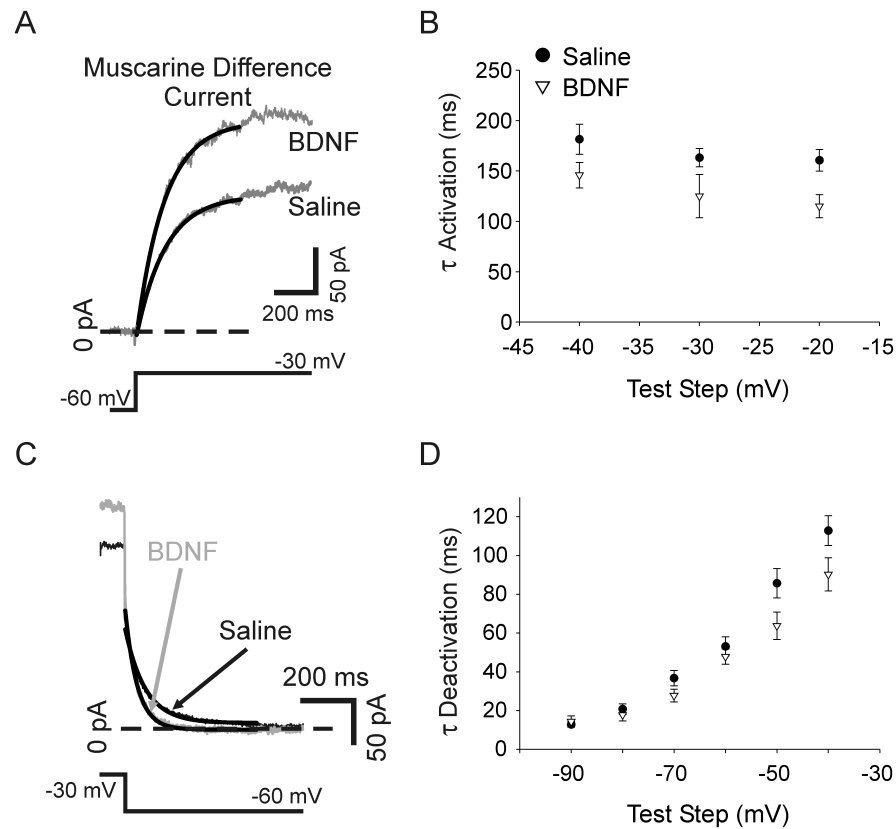 A
Muscarine Difference
Current
BDNF
Saline
50 pA
200 ms
0 pA
-30 mV
-60 mV
B
Saline
BDNF
250
200
150
100
50
0
τ Activation (ms)
-45 -40 -35 -30 -25 -20 -15
Test Step (mV)
C
BDNF
Saline
200 ms
50 pA
0 pA
-30 mV
-60 mV
D
120
100
80
60
40
20
0
τ Deactivation (ms)
-90 -70 -50 -30
Test Step (mV)